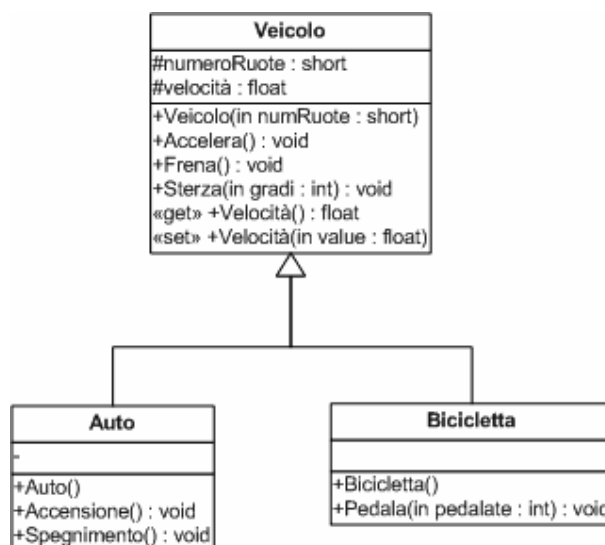 Veicolo
#numeroRuote : short
#velocità : float
+Veicolo(in numRuote : short)
+Accelera() : void
+Frena() : void
+Sterza(in gradi : int) : void
«get» +Velocità() : float
«set» +Velocità(in value : float)
Auto
-
+Auto()
+Accensione() : void
+Spegnimento() : void
Bicicletta
+Bicicletta()
+Pedala(in pedalate : int) : void